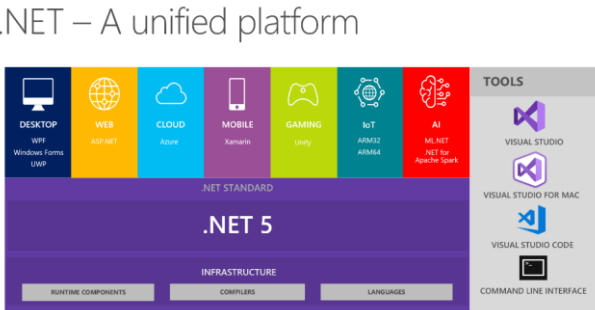 .NET – A unified platform
DESKTOP
WPF
Windows Forms
UWP
WEB
ASP.NET
CLOUD
Azure
MOBILE
Xamarin
GAMING
Unity
IoT
ARM32
ARM64
AI
ML.NET
.NET for
Apache Spark
.NET STANDARD
.NET 5
INFRASTRUCTURE
RUNTIME COMPONENTS
COMPILERS
LANGUAGES
TOOLS
VISUAL STUDIO
VISUAL STUDIO FOR MAC
VISUAL STUDIO CODE
COMMAND LINE INTERFACE